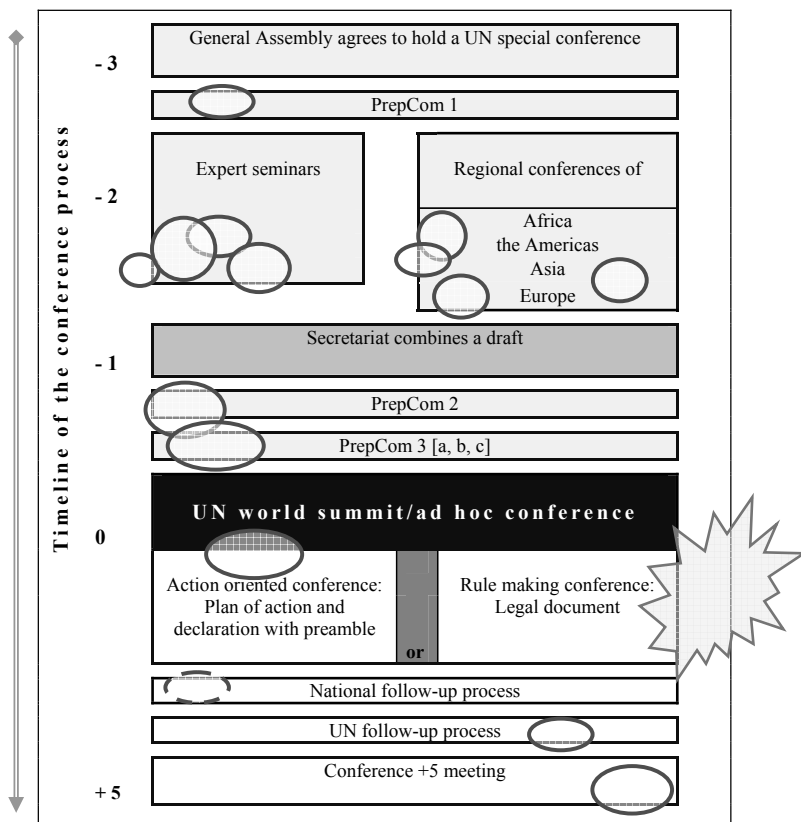 Timeline of the conference process
- 3
General Assembly agrees to hold a UN special conference
PrepCom 1
- 2
Expert seminars
Regional conferences of
Africa
the Americas
Asia
Europe
- 1
Secretariat combines a draft
PrepCom 2
PrepCom 3 [a, b, c]
UN world summit/ad hoc conference
0
Action oriented conference:
Plan of action and
declaration with preamble
or
Rule making conference:
Legal document
National follow-up process
UN follow-up process
Conference +5 meeting
+ 5